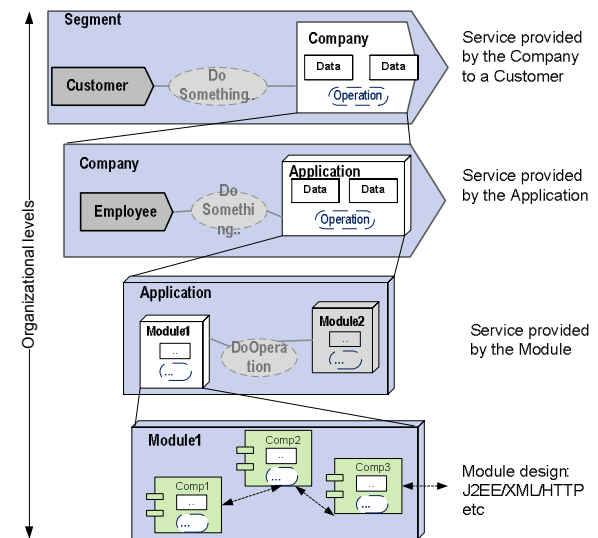 Segment
Company
Data
Data
Operation
Customer
Do
Something..
Service provided
by the Company
to a Customer
Company
Application
Data
Data
Operation
Employee
Do
Somethi
ng..
Service provided
by the Application
Organizational levels
Application
Module1
..
...
DoOpera
tion
Module2
..
...
Service provided
by the Module
Module1
Comp1
..
...
Comp2
..
...
Comp3
..
...
Module design:
J2EE/XML/HTTP
etc